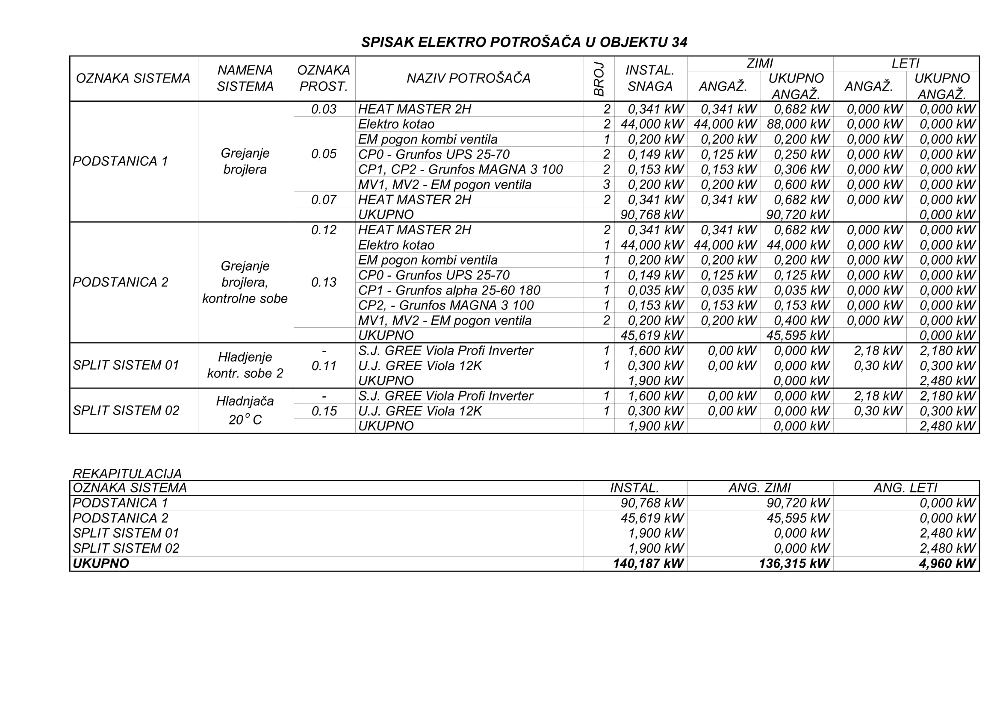 SPISAK ELEKTRO POTROŠAČA U OBJEKTU 34
OZNAKA SISTEMA NAMENA SISTEMA OZNAKA PROST. NAZIV POTROŠAČA BROJ INSTAL. SNAGA ZIMI LETI
ANGAŽ. UKUPNO ANGAŽ. ANGAŽ. UKUPNO ANGAŽ.
PODSTANICA 1 Grejanje brojlera
0.03 HEAT MASTER 2H 2 0,341 kW 0,341 kW 0,682 kW 0,000 kW 0,000 kW
0.05 Elektro kotao 2 44,000 kW 44,000 kW 88,000 kW 0,000 kW 0,000 kW
EM pogon kombi ventila 1 0,200 kW 0,200 kW 0,200 kW 0,000 kW 0,000 kW
CP0 - Grunfos UPS 25-70 2 0,149 kW 0,125 kW 0,250 kW 0,000 kW 0,000 kW
CP1, CP2 - Grunfos MAGNA 3 100 2 0,153 kW 0,153 kW 0,306 kW 0,000 kW 0,000 kW
MV1, MV2 - EM pogon ventila 3 0,200 kW 0,200 kW 0,600 kW 0,000 kW 0,000 kW
0.07 HEAT MASTER 2H 2 0,341 kW 0,341 kW 0,682 kW 0,000 kW 0,000 kW
UKUPNO 90,768 kW 90,720 kW 0,000 kW
PODSTANICA 2 Grejanje brojlera, kontrolne sobe
0.12 HEAT MASTER 2H 2 0,341 kW 0,341 kW 0,682 kW 0,000 kW 0,000 kW
0.13 Elektro kotao 1 44,000 kW 44,000 kW 44,000 kW 0,000 kW 0,000 kW
EM pogon kombi ventila 1 0,200 kW 0,200 kW 0,200 kW 0,000 kW 0,000 kW
CP0 - Grunfos UPS 25-70 1 0,149 kW 0,125 kW 0,125 kW 0,000 kW 0,000 kW
CP1 - Grunfos alpha 25-60 180 1 0,035 kW 0,035 kW 0,035 kW 0,000 kW 0,000 kW
CP2, - Grunfos MAGNA 3 100 1 0,153 kW 0,153 kW 0,153 kW 0,000 kW 0,000 kW
MV1, MV2 - EM pogon ventila 2 0,200 kW 0,200 kW 0,400 kW 0,000 kW 0,000 kW
UKUPNO 45,619 kW 45,595 kW 0,000 kW
SPLIT SISTEM 01 Hladjenje kontr. sobe 2
- S.J. GREE Viola Profi Inverter 1 1,600 kW 0,00 kW 0,000 kW 2,18 kW 2,180 kW
0.11 U.J. GREE Viola 12K 1 0,300 kW 0,00 kW 0,000 kW 0,30 kW 0,300 kW
UKUPNO 1,900 kW 0,000 kW 2,480 kW
SPLIT SISTEM 02 Hladnjača 20 o C
- S.J. GREE Viola Profi Inverter 1 1,600 kW 0,00 kW 0,000 kW 2,18 kW 2,180 kW
0.15 U.J. GREE Viola 12K 1 0,300 kW 0,00 kW 0,000 kW 0,30 kW 0,300 kW
UKUPNO 1,900 kW 0,000 kW 2,480 kW
REKAPITULACIJA
OZNAKA SISTEMA INSTAL. ANG. ZIMI ANG. LETI
PODSTANICA 1 90,768 kW 90,720 kW 0,000 kW
PODSTANICA 2 45,619 kW 45,595 kW 0,000 kW
SPLIT SISTEM 01 1,900 kW 0,000 kW 2,480 kW
SPLIT SISTEM 02 1,900 kW 0,000 kW 2,480 kW
UKUPNO 140,187 kW 136,315 kW 4,960 kW